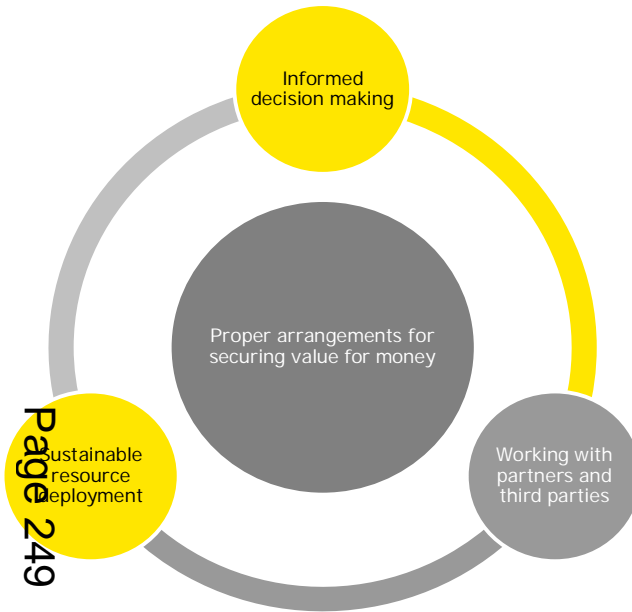 Informed
decision making
Proper arrangements for
securing value for money
Sustainable
resource
deployment
Working with
partners and
third parties
Page 249